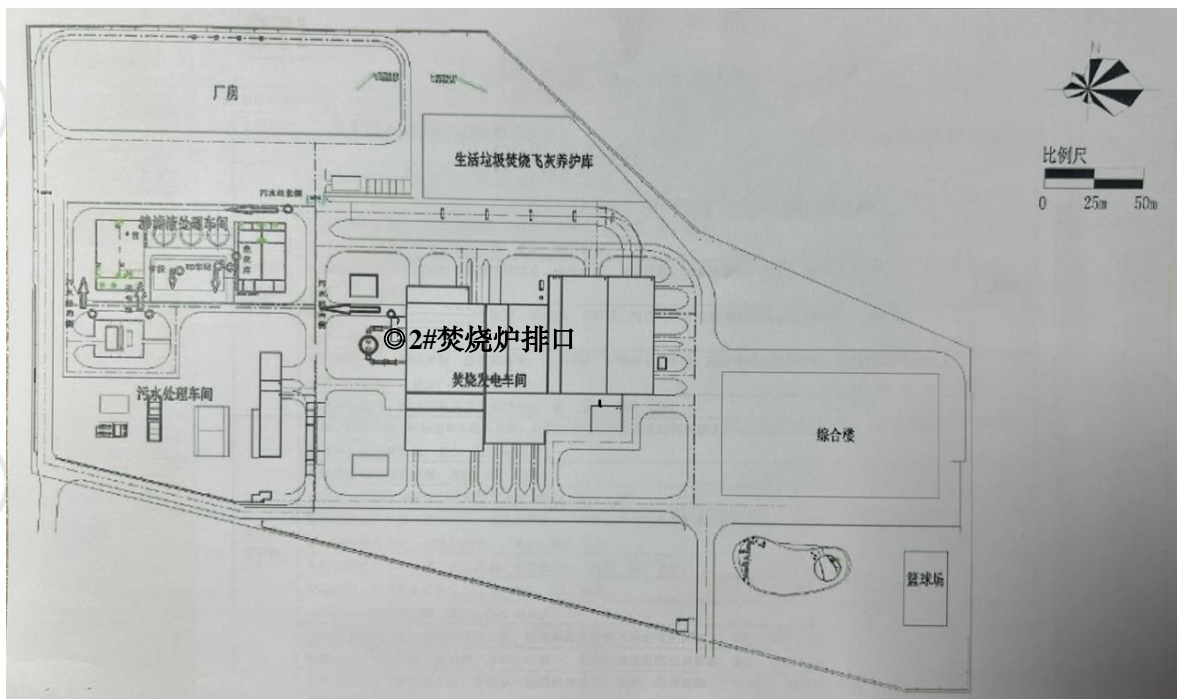 N
厂房
比例尺
0 25m 50m
生活垃圾焚烧飞灰养护库
渗滤液处理车间
◎2#焚烧炉排口
焚烧发电车间
污水处理车间
综合楼
篮球场